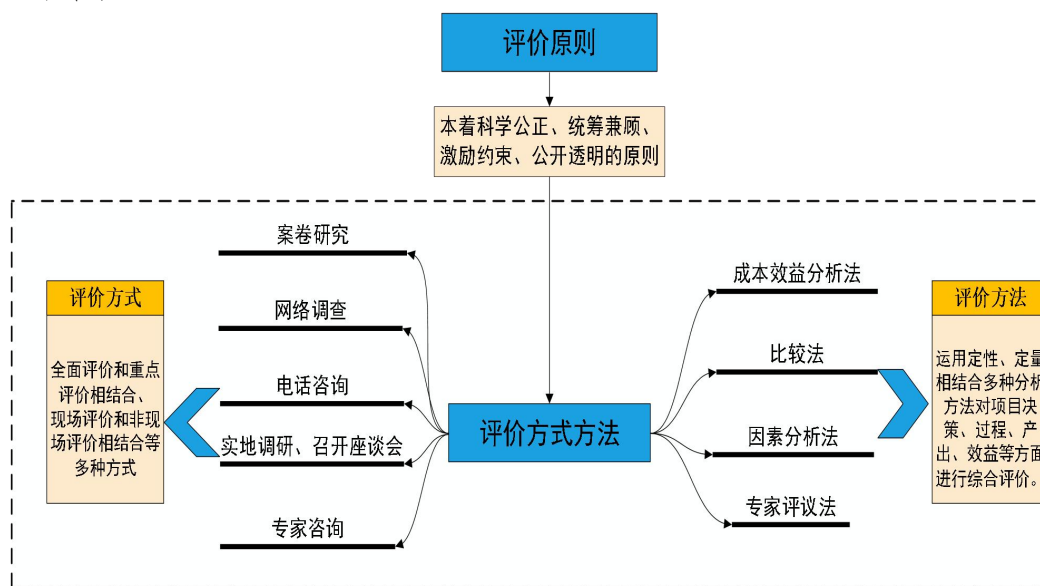 评价原则
本着科学公正、统筹兼顾、
激励约束、公开透明的原则
案卷研究
网络调查
电话咨询
实地调研、召开座谈会
专家咨询
评价方式
全面评价和重点
评价相结合、
现场评价和非现
场评价相结合等
多种方式
评价方式方法
成本效益分析法
比较法
因素分析法
专家评议法
评价方法
运用定性、定量
相结合多种分析
方法对项目决
策、过程、产
出、效益等方面
进行综合评价。